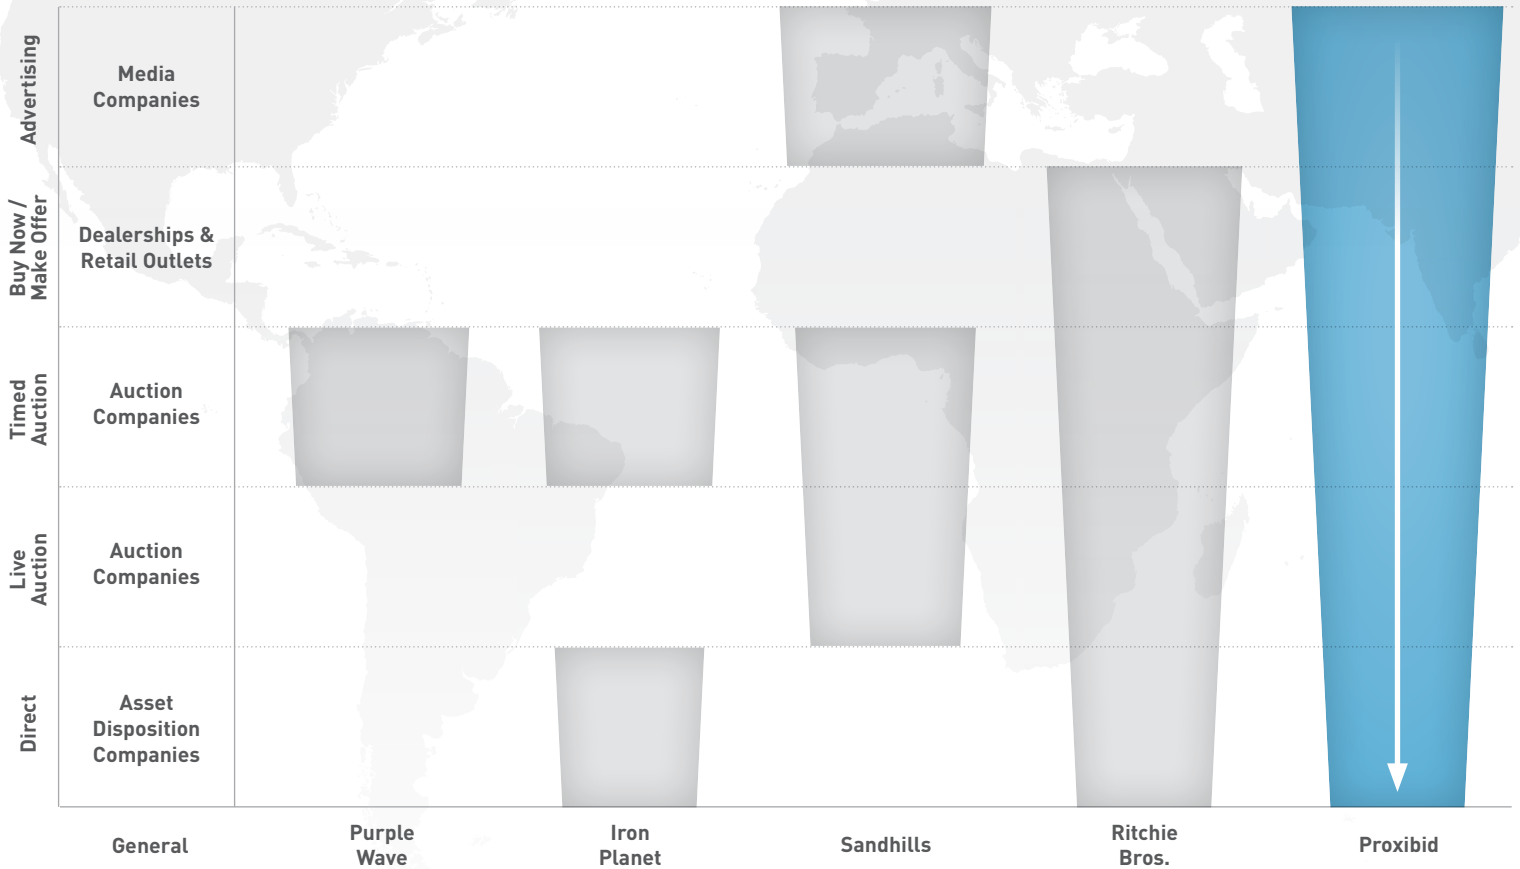 Advertising
Media
Companies
Buy Now /
Make Offer
Dealerships &
Retail Outlets
Timed
Auction
Auction
Companies
Live
Auction
Auction
Companies
Direct
Asset
Disposition
Companies
General
Purple
Wave
Iron
Planet
Sandhills
Ritchie
Bros.
Proxibid